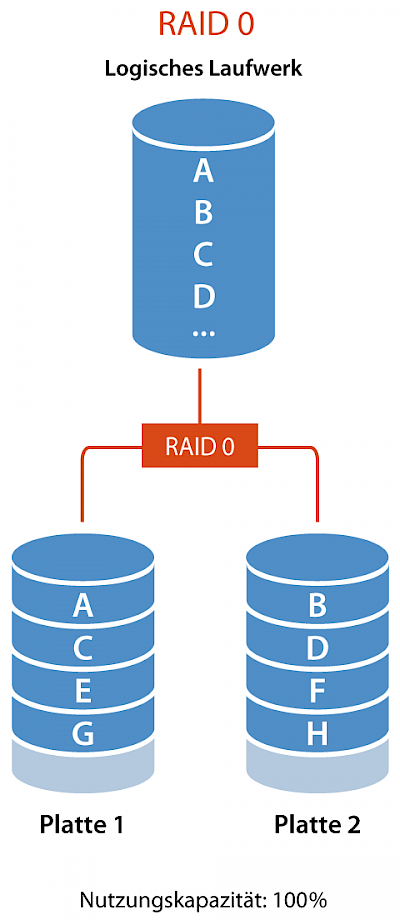 RAID 0
Logisches Laufwerk
A
B
C
D
...
RAID 0
A
C
E
G
B
D
F
H
Platte 1
Platte 2
Nutzungskapazität: 100%